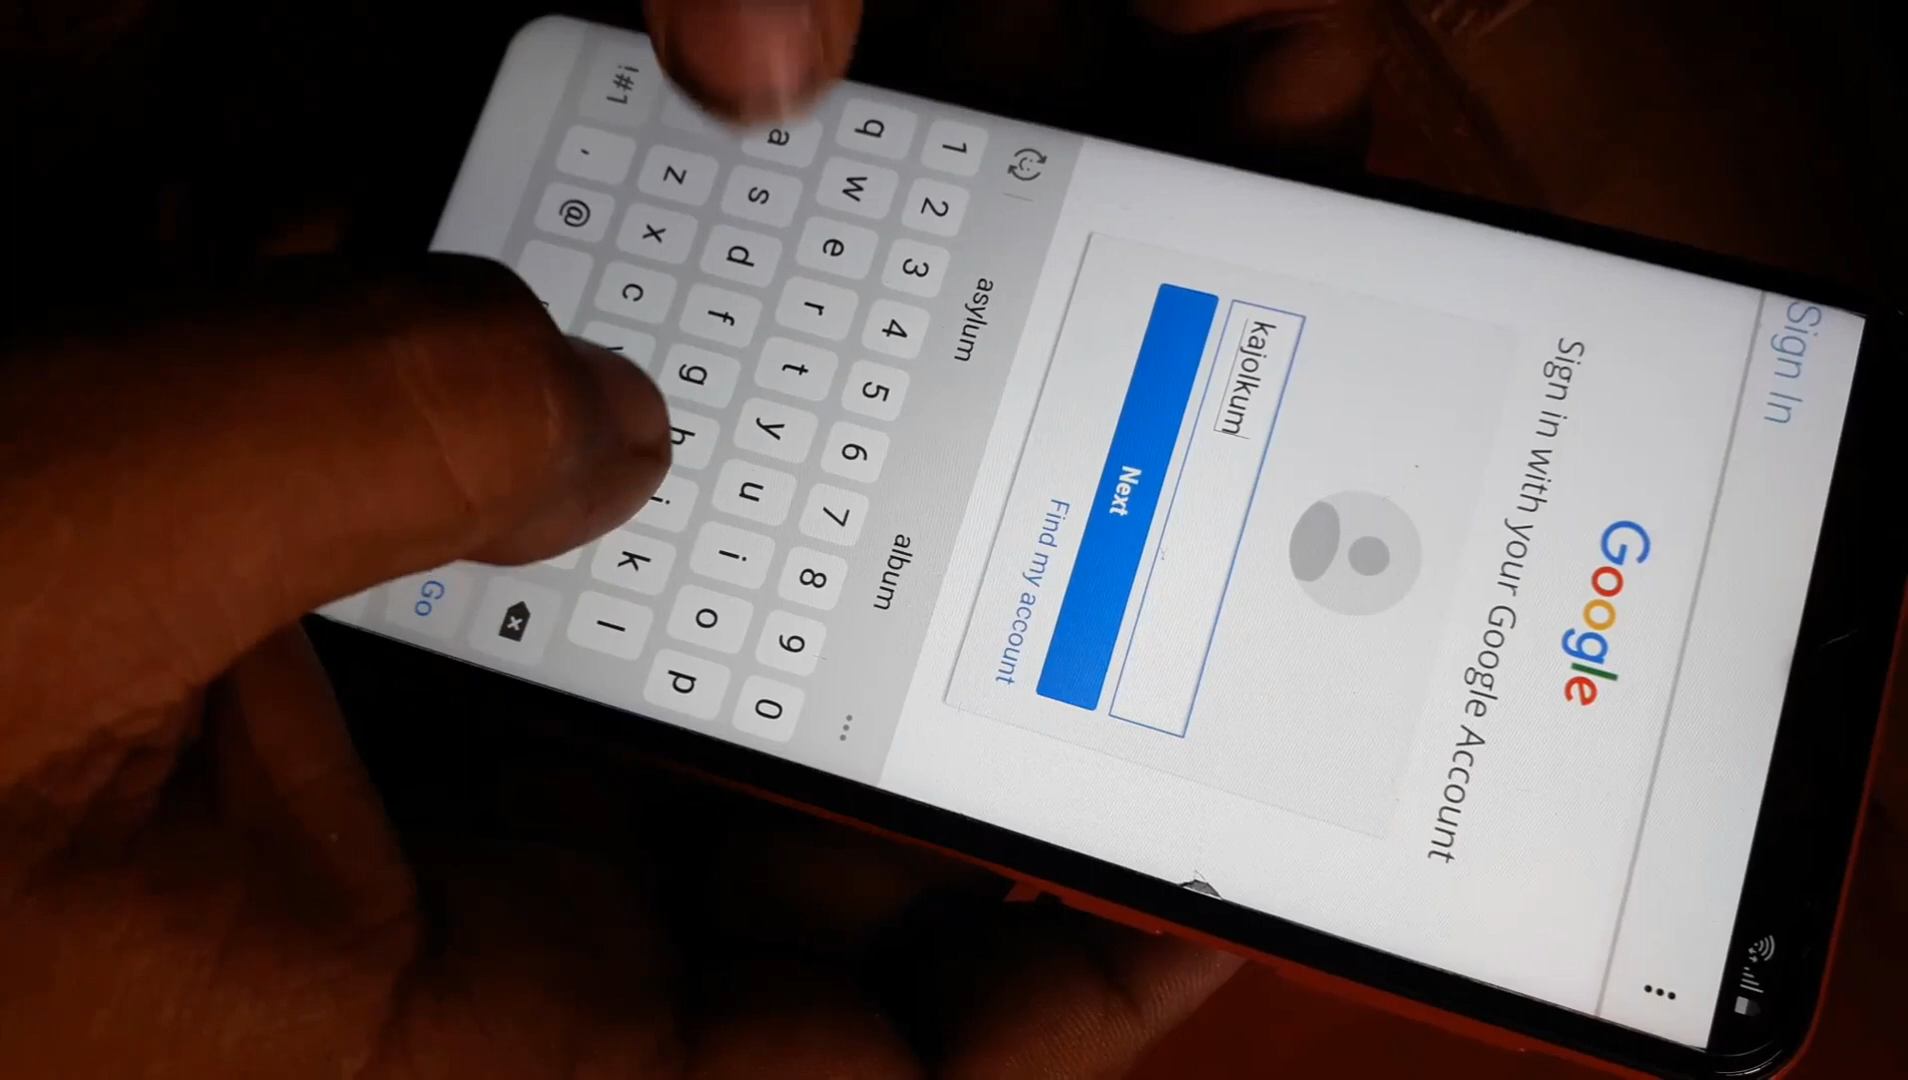 Sign In
Google
Sign in with your Google Account
kajolkum
Next
Find my account
asylum album
1 2 3 4 5 6 7 8 9 0
q w e r t y u i o p
a s d f g h j k l
z x c
!#1 , @ Go